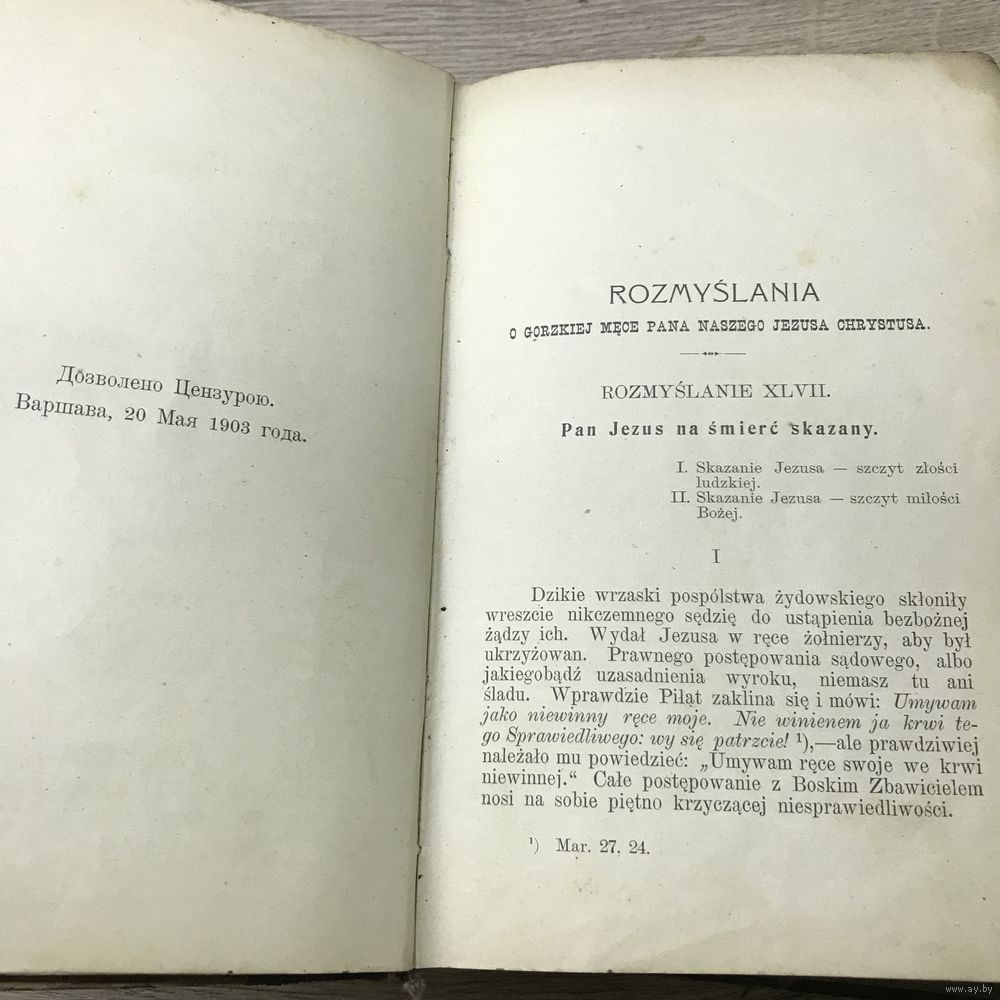 Дозволено Цензурою.
Варшава, 20 Мая 1903 года.
ROZMYŚLANIA
O GORZKIEJ MĘCE PANA NASZEGO JEZUSA CHRYSTUSA.
ROZMYŚLANIE XLVII.
Pan Jezus na śmierć skazany.
I. Skazanie Jezusa — szczyt złości
ludzkiej.
II. Skazanie Jezusa — szczyt miłości
Bożej.
I
Dzikie wrzaski pospólstwa żydowskiego skłoniły
wreszcie nikczemnego sędzię do ustąpienia bezbożnej
żądzy ich. Wydał Jezusa w ręce żołnierzy, aby był
ukrzyżowan. Prawnego postępowania sądowego, albo
jakiegobądź uzasadnienia wyroku, niemasz tu ani
śladu. Wprawdzie Piłat zaklina się i mówi: Umywam
jako niewinny ręce moje. Nie winienem ja krwi te-
go Sprawiedliwego: wy się patrzcie! ¹),—ale prawdziwiej
należało mu powiedzieć: „Umywam ręce swoje we krwi
niewinnej.“ Całe postępowanie z Boskim Zbawicielem
nosi na sobie piętno krzyczącej niesprawiedliwości.
¹) Mar. 27, 24.
www.ay.by